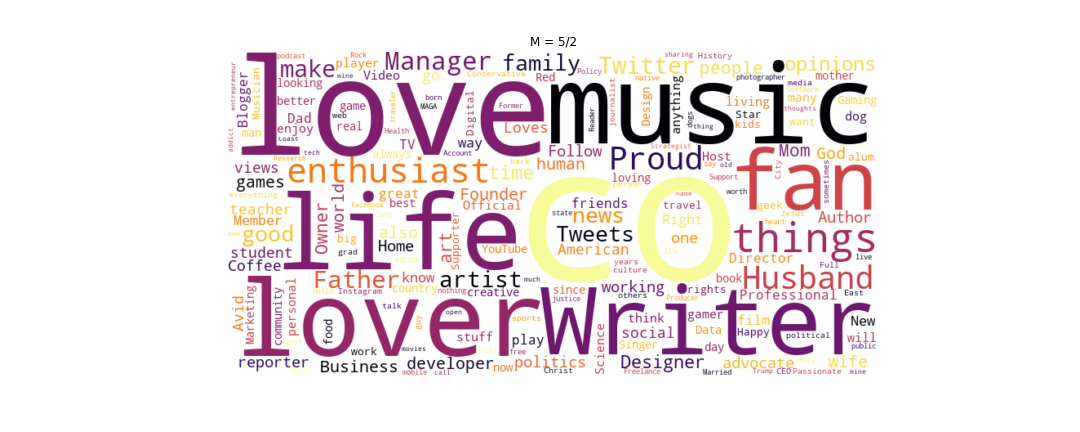 M = 5/2
podcast Rock sharing History
make player Manager family Twitter people opinions
looking Video go Conservative Red Policy native photographer mother
entrepreneur Blogger Musician wine journalist Design anything media Software
love music
better game web born MAGA Digital Former Reader dogs living many thoughts Gaming
Dad real traveler Star kids want dog
man enjoy Health TV way Loves thing
addict Loast tech always Account Follow Strategist Proud Host Mom God alum
views Research enthusiast time back human say old City sometimes
games great Founder loving person Support fan
everything Facebook best Official name worth geek Jesus
teacher Owner world friends travel heart Author
Member life state news Right CO
good also art Supporter Tweets one things
student big Home YouTube American us
Coffee grad years culture Director Full live
Father know artist much book Husband
Avid Marketing community personal Instagram country nothing creative since working rights Professional East
lover justice others Producer Writer
talk open guy sports think gamer film New
food stuff play Science social Data Happy political will
work movies free Singer day public
reporter Business developer now politics Designer advocate wife
mobile call Christ Freelance Married Trump CEO Passionate mine